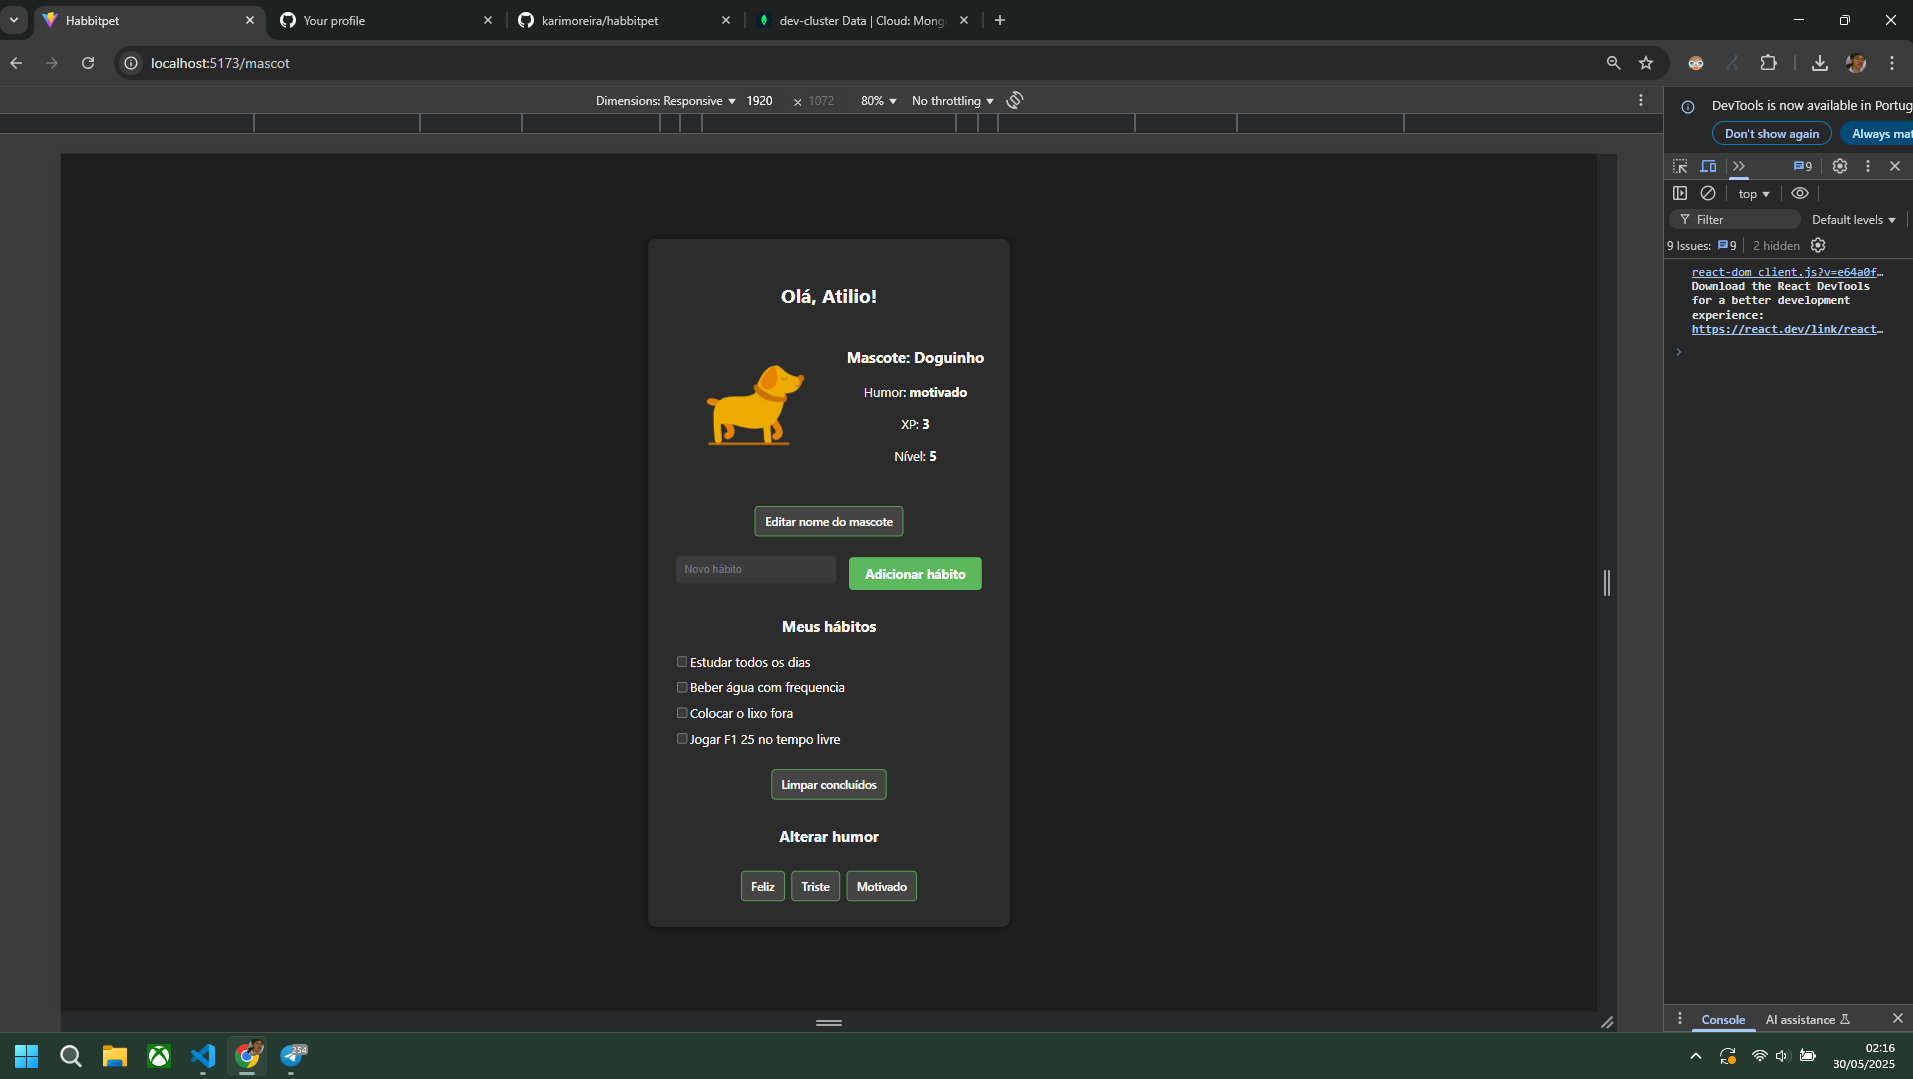 Habbitpet
Your profile
karimoreira/habbitpet
dev-cluster Data | Cloud: Mong
localhost:5173/mascot
Dimensions: Responsive 1920 × 1072 80% No throttling
DevTools is now available in Portug
Don't show again Always mat
9
top
Filter Default levels
9 Issues: 9 2 hidden
react-dom_client.js?v=e64a0f…
Download the React DevTools
for a better development
experience:
https://react.dev/link/react…
Olá, Atilio!
Mascote: Doguinho
Humor: motivado
XP: 3
Nível: 5
Editar nome do mascote
Novo hábito Adicionar hábito
Meus hábitos
Estudar todos os dias
Beber água com frequencia
Colocar o lixo fora
Jogar F1 25 no tempo livre
Limpar concluídos
Alterar humor
Feliz Triste Motivado
Console AI assistance
254
02:16
30/05/2025